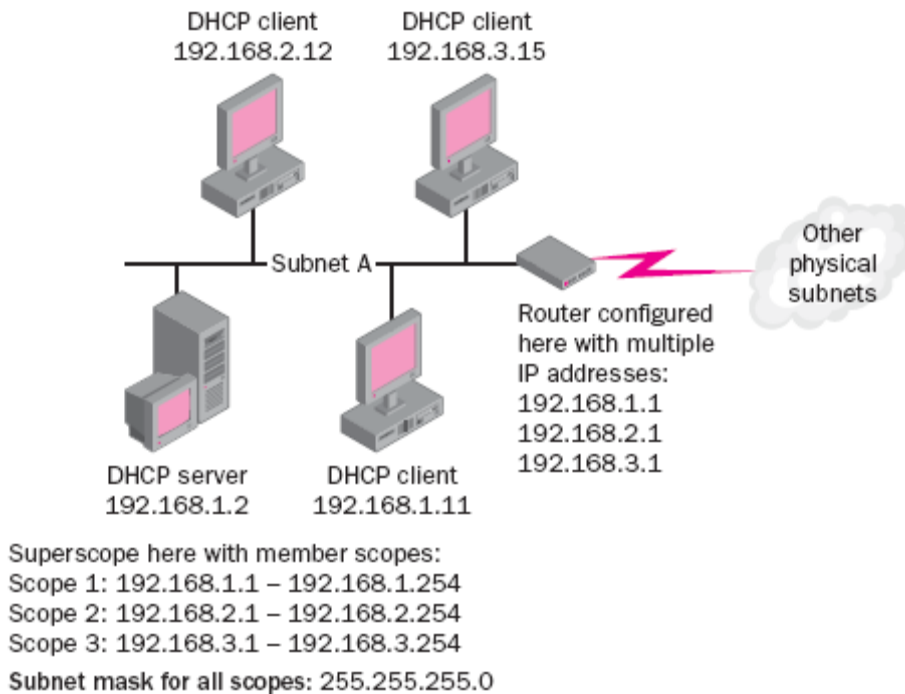 DHCP client
192.168.2.12
DHCP client
192.168.3.15
Subnet A
Other
physical
subnets
Router configured
here with multiple
IP addresses:
192.168.1.1
192.168.2.1
192.168.3.1
DHCP server
192.168.1.2
DHCP client
192.168.1.11
Superscope here with member scopes:
Scope 1: 192.168.1.1 – 192.168.1.254
Scope 2: 192.168.2.1 – 192.168.2.254
Scope 3: 192.168.3.1 – 192.168.3.254
Subnet mask for all scopes: 255.255.255.0